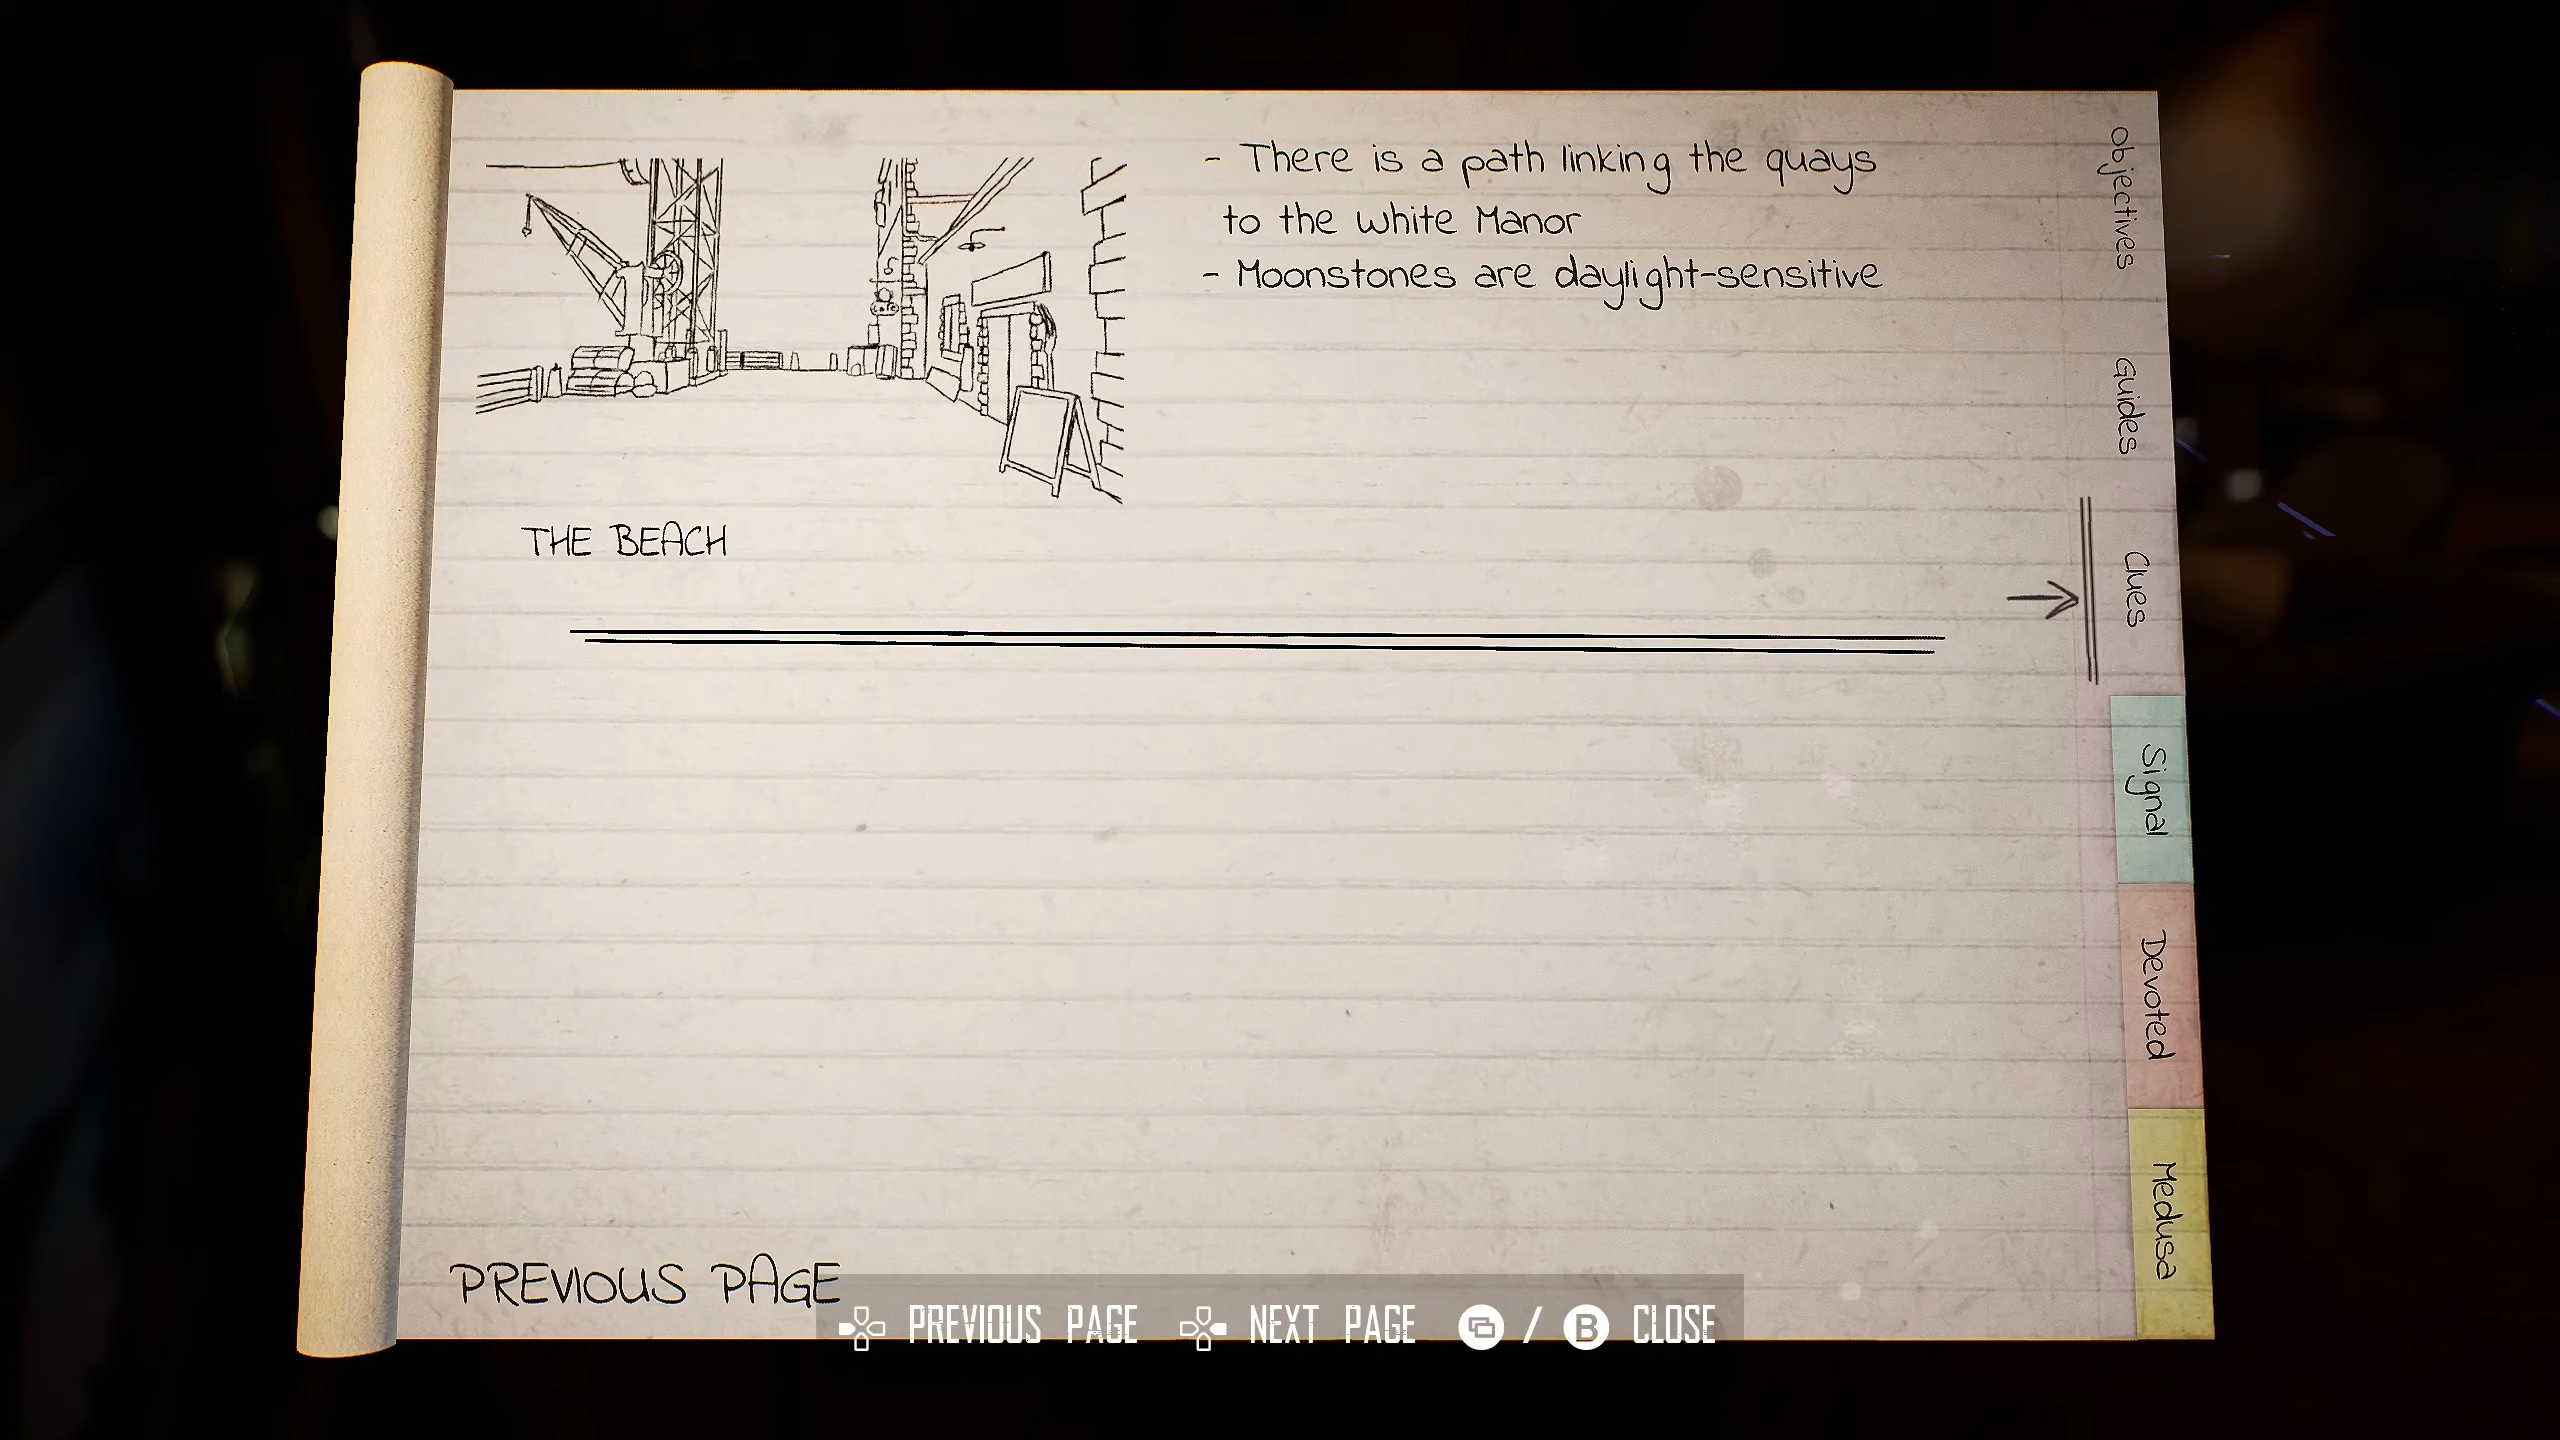 - There is a path linking the quays
to the white Manor
- Moonstones are daylight-sensitive
THE BEACH
Objectives
Guides
Clues
Signal
Devoted
Medusa
PREVIOUS PAGE
PREVIOUS PAGE NEXT PAGE / B CLOSE